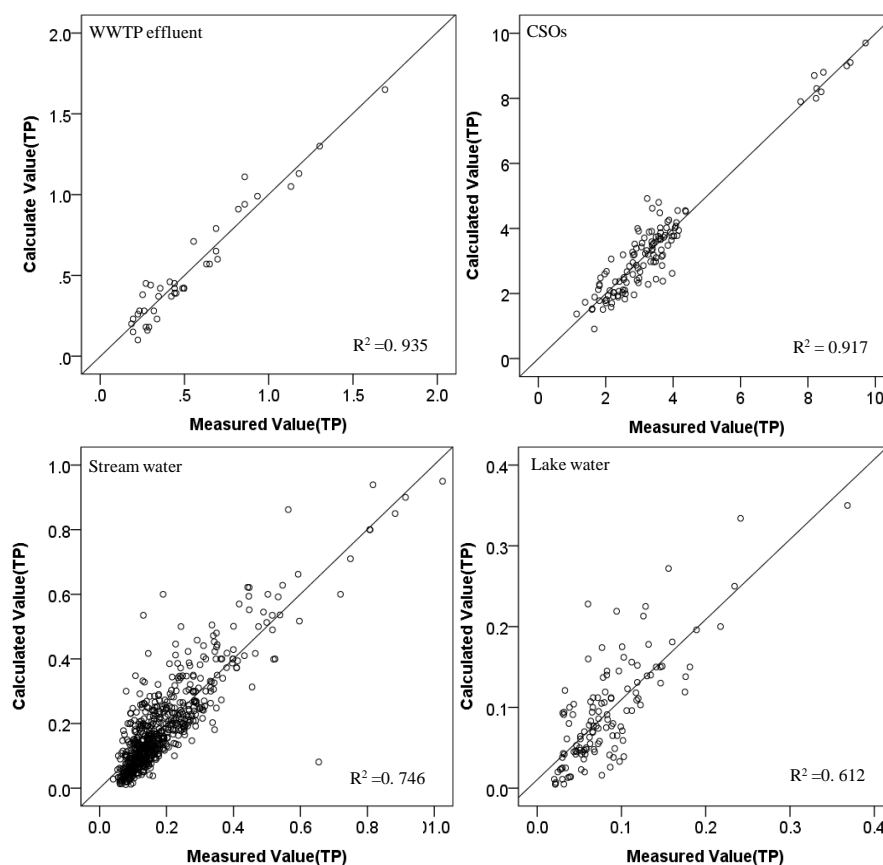 WWTP effluent
2.0
1.5
1.0
.5
.0
Calculate Value(TP)
R² =0. 935
.0 .5 1.0 1.5 2.0
Measured Value(TP)
CSOs
10
8
6
4
2
0
Calculated Value(TP)
R² = 0.917
0 2 4 6 8 10
Measured Value(TP)
Stream water
1.0
0.8
0.6
0.4
0.2
0.0
Calculated Value(TP)
R² =0. 746
0.0 0.2 0.4 0.6 0.8 01.0
Measured Value(TP)
Lake water
0.4
0.3
0.2
0.1
0.0
Calculated Value(TP)
R² =0. 612
0.0 0.1 0.2 0.3 0.4
Measured Value(TP)